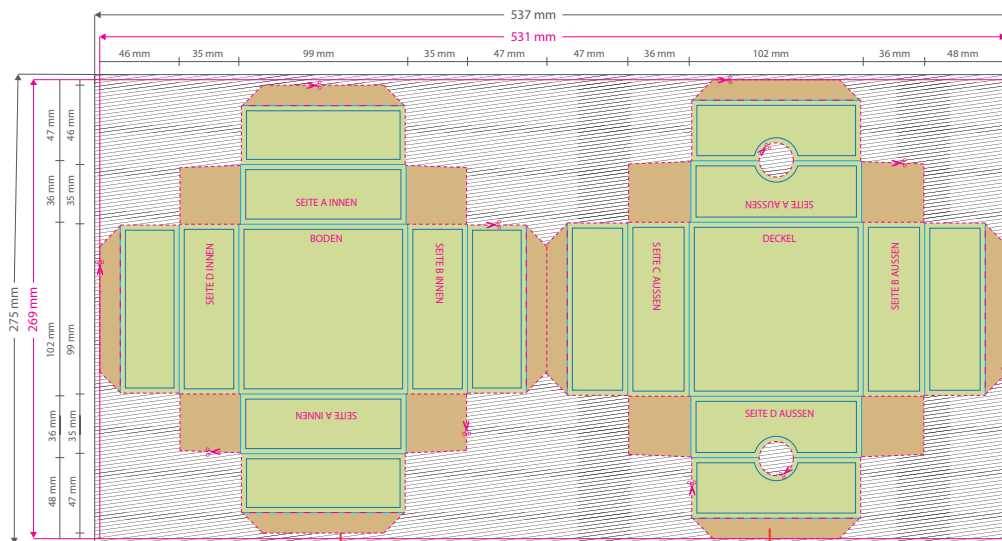 537 mm
531 mm
46 mm
35 mm
99 mm
35 mm
47 mm
47 mm
36 mm
102 mm
36 mm
48 mm
275 mm
269 mm
47 mm
36 mm
102 mm
36 mm
48 mm
46 mm
35 mm
99 mm
35 mm
47 mm
SEITE A INNEN
BODEN
SEITE D INNEN
SEITE B INNEN
SEITE A INNEN
SEITE A AUSSEN
DECKEL
SEITE C AUSSEN
SEITE B AUSSEN
SEITE D AUSSEN